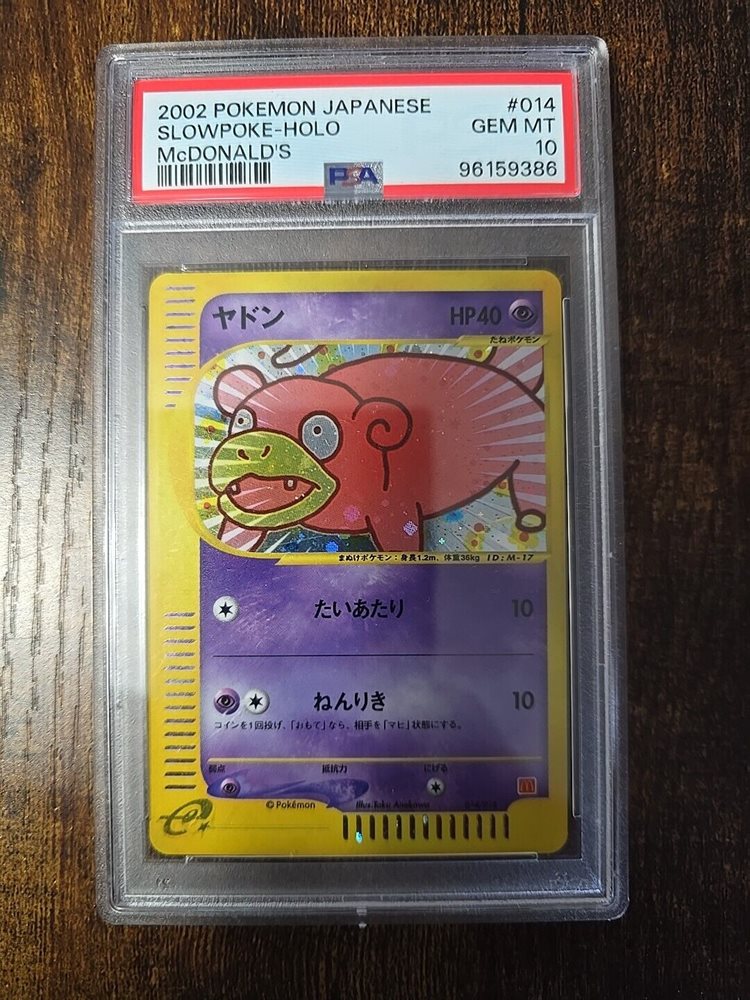 2002 POKEMON JAPANESE #014
SLOWPOKE-HOLO GEM MT
McDONALD'S 10
PSA 96159386
ヤドン HP40
たねポケモン
まぬけポケモン：身長1.2m、体重36kg ID:M-17
たいあたり 10
ねんりき 10
コインを1回投げ、「おもて」なら、相手を「マヒ」状態にする。
弱点 抵抗力 にげる
©Pokémon Illus.
e